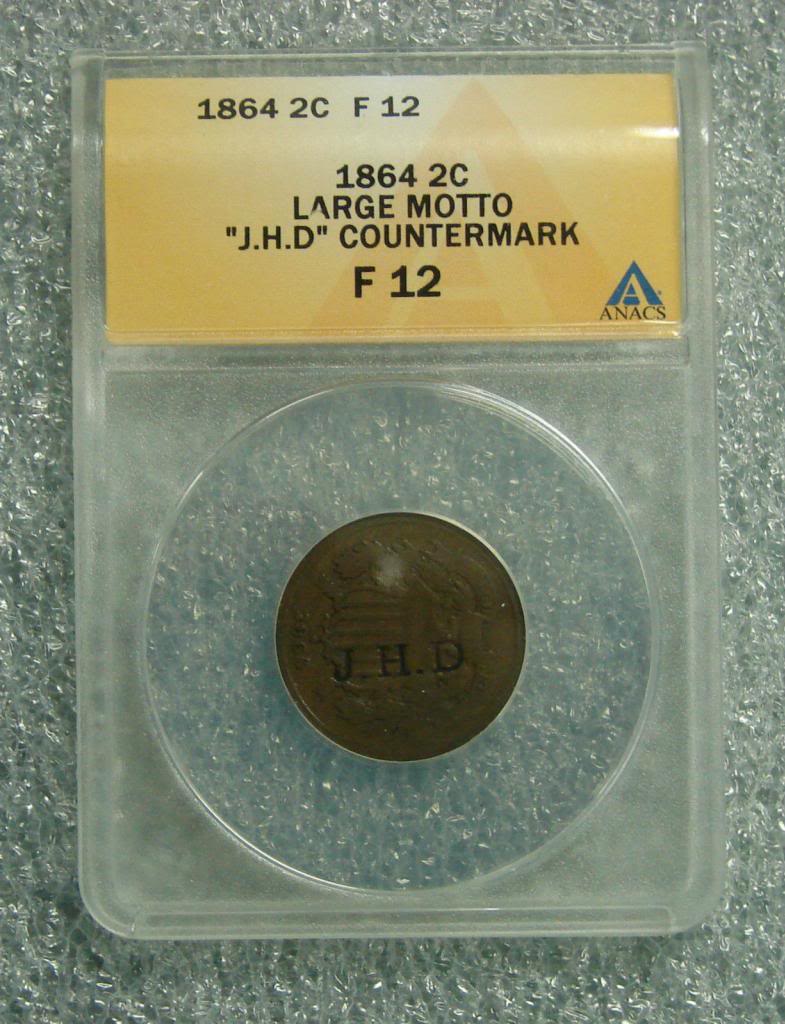 1864 2C F 12
1864 2C
LARGE MOTTO
"J.H.D" COUNTERMARK
F 12
ANACS
J.H.D